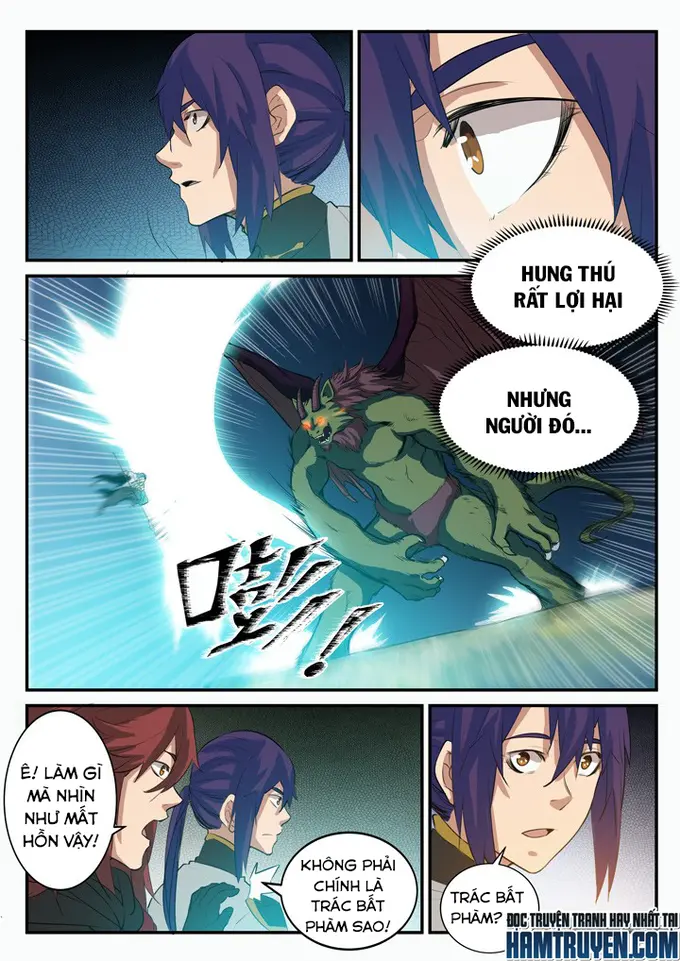 HUNG THÚ
RẤT LỢI HẠI
NHƯNG
NGƯỜI ĐÓ...
嘭!
Ê! LÀM GÌ
MÀ NHÌN
NHƯ MẤT
HỒN VẬY!
KHÔNG PHẢI
CHÍNH LÀ
TRÁC BẤT
PHÀM SAO!
TRÁC BẤT
PHÀM?
ĐỌC TRUYỆN TRANH HAY NHẤT TẠI
HAMTRUYEN.COM